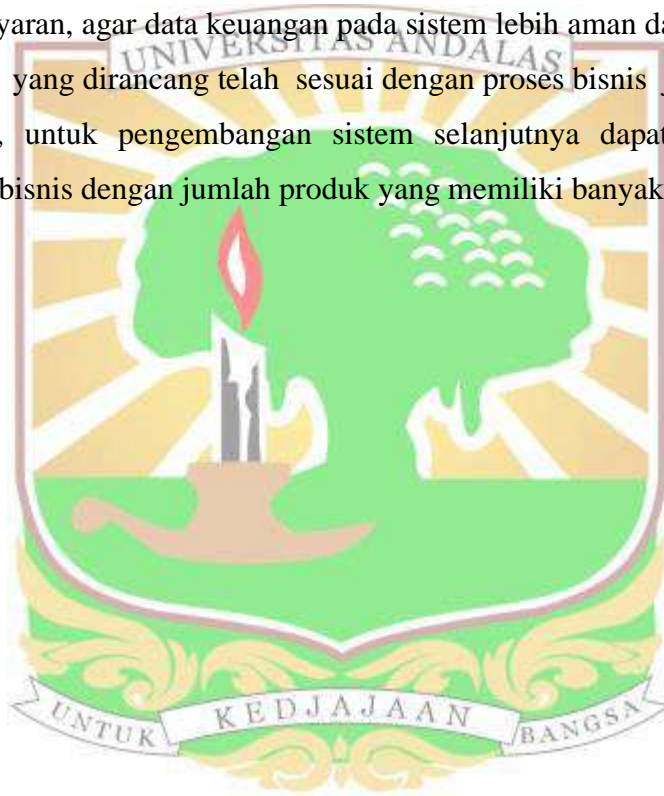 yaran, agar data keuangan pada sistem lebih aman da
UNIVERSITAS ANDALAS
yang dirancang telah sesuai dengan proses bisnis j
, untuk pengembangan sistem selanjutnya dapat
bisnis dengan jumlah produk yang memiliki banyak
UNTUK KEDJAJAAN BANGSA